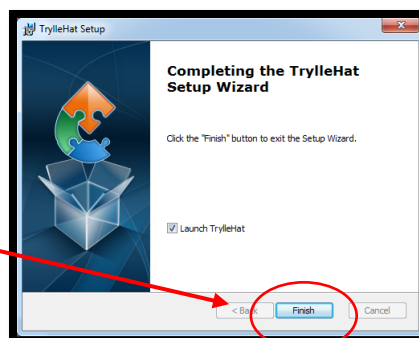 TrylleHat Setup
Completing the TrylleHat
Setup Wizard
Click the "Finish" button to exit the Setup Wizard.
Launch TrylleHat
< Back
Finish
Cancel